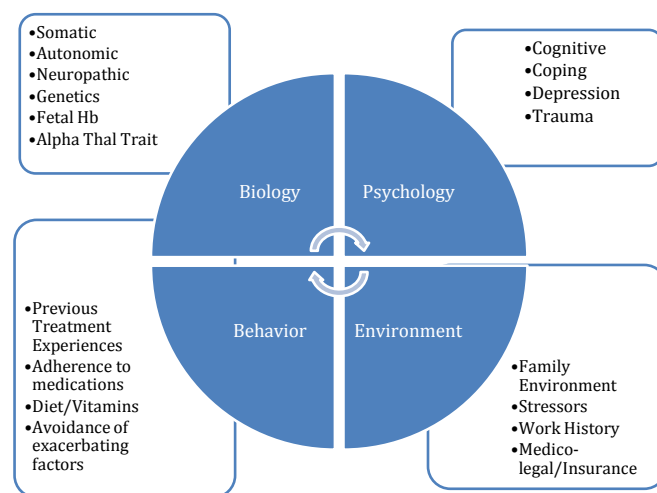 •Somatic
•Autonomic
•Neuropathic
•Genetics
•Fetal Hb
•Alpha Thal Trait
•Cognitive
•Coping
•Depression
•Trauma
Biology
Psychology
Behavior
Environment
•Previous
Treatment
Experiences
•Adherence to
medications
•Diet/Vitamins
•Avoidance of
exacerbating
factors
•Family
Environment
•Stressors
•Work History
•Medico-
legal/Insurance